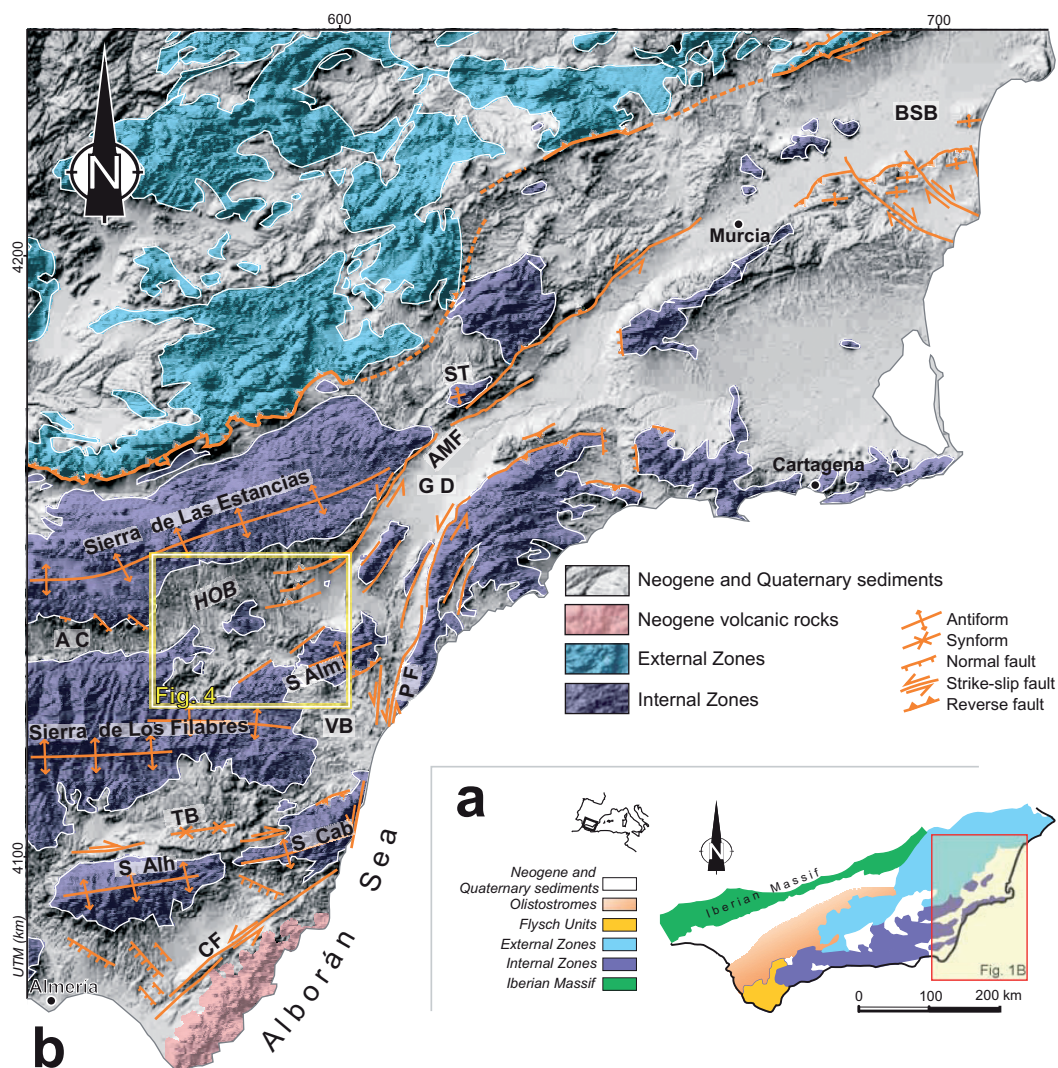 600
700
N
BSB
4200
Murcia
ST
AMF
G D
Cartagena
Sierra de Las Estancias
HOB
A C
S Alm
P F
Fig. 4
VB
Sierra de Los Filabres
TB
S Cab
S Alh
4100
CF
UTM (km)
Almería
Alborán Sea
b
Neogene and Quaternary sediments
Neogene volcanic rocks
External Zones
Internal Zones
Antiform
Synform
Normal fault
Strike-slip fault
Reverse fault
a
N
Neogene and
Quaternary sediments
Olistostromes
Flysch Units
External Zones
Internal Zones
Iberian Massif
Iberian Massif
Fig. 1B
0 100 200 km